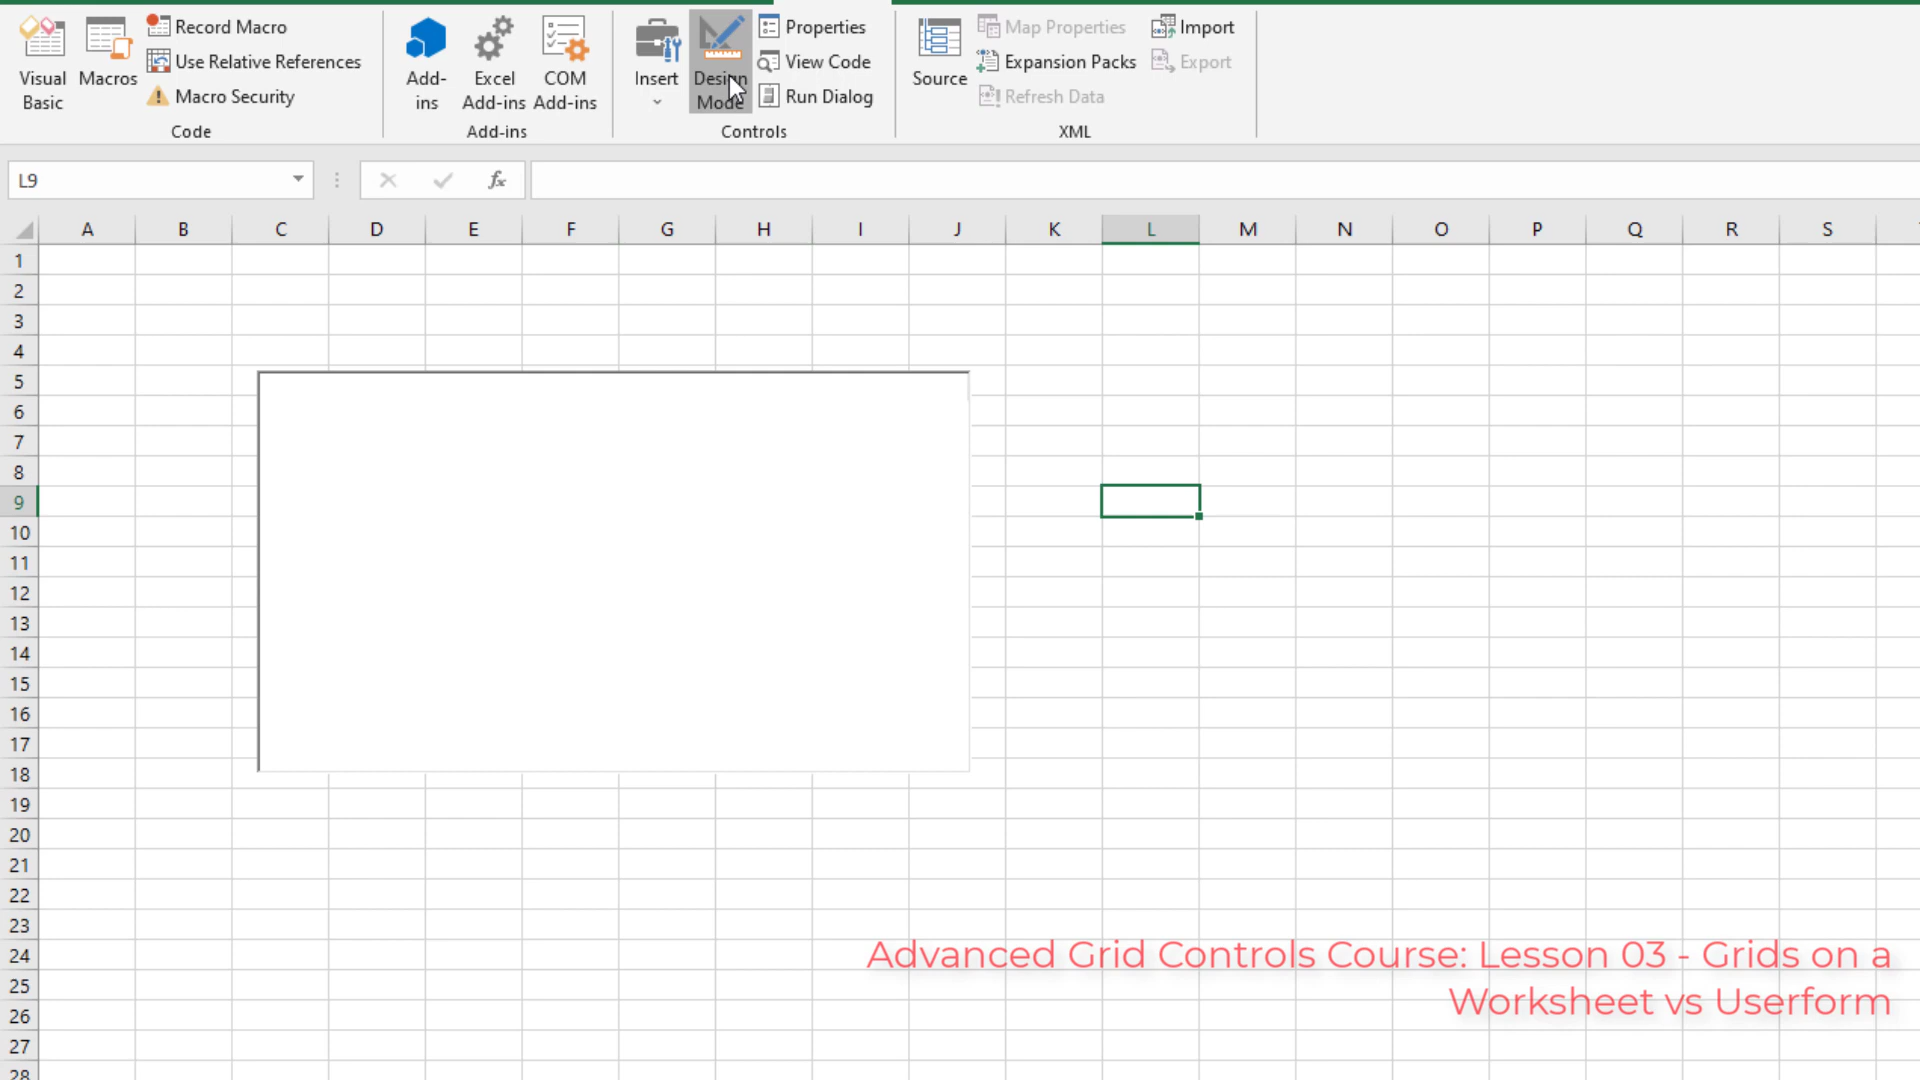 Visual Basic
Macros
Record Macro
Use Relative References
Macro Security
Code
Add-ins
Excel Add-ins
COM Add-ins
Add-ins
Insert
Design Mode
Properties
View Code
Run Dialog
Controls
Source
Map Properties
Expansion Packs
Refresh Data
Import
Export
XML
L9
fx
A B C D E F G H I J K L M N O P Q R S
1
2
3
4
5
6
7
8
9
10
11
12
13
14
15
16
17
18
19
20
21
22
23
24
25
26
27
28
Advanced Grid Controls Course: Lesson 03 - Grids on a
Worksheet vs Userform